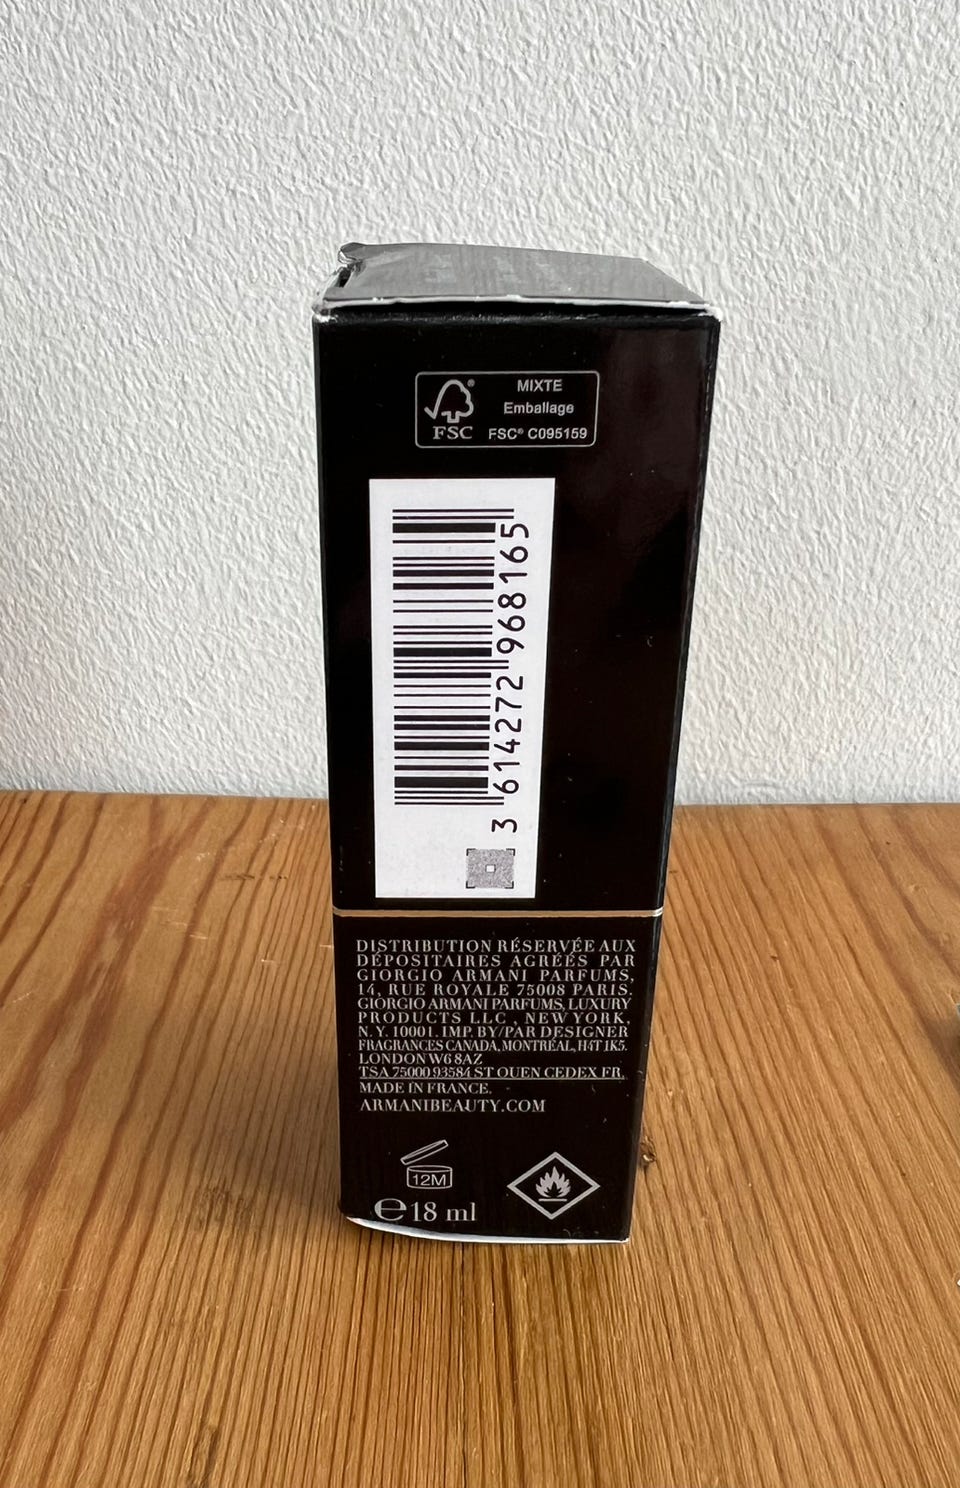 FSC®
MIXTE
Emballage
FSC® C095159
3 614272 968165
DISTRIBUTION RÉSERVÉE AUX
DÉPOSITAIRES AGRÉÉS PAR
GIORGIO ARMANI PARFUMS,
14, RUE ROYALE 75008 PARIS.
GIORGIO ARMANI PARFUMS, LUXURY
PRODUCTS LLC , NEW YORK,
N. Y. 10001. IMP. BY/PAR DESIGNER
FRAGRANCES CANADA, MONTRÉAL, H4T 1K5.
LONDON W6 8AZ
TSA 75000 93584 ST OUEN CEDEX FR.
MADE IN FRANCE.
ARMANIBEAUTY.COM
12M
℮18 ml